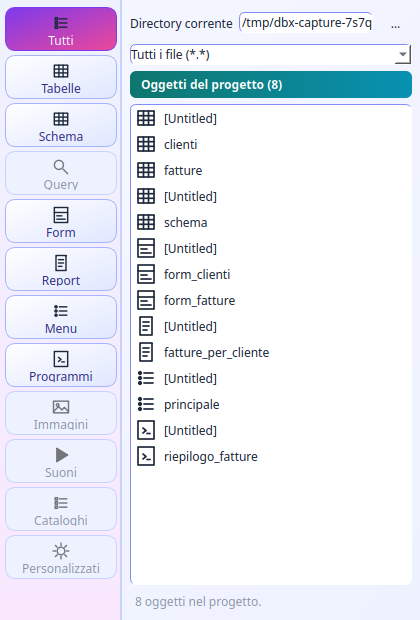 Tutti
Tabelle
Schema
Query
Form
Report
Menu
Programmi
Immagini
Suoni
Cataloghi
Personalizzati
Directory corrente /tmp/dbx-capture-7s7q ...
Tutti i file (*.*)
Oggetti del progetto (8)
[Untitled]
clienti
fatture
[Untitled]
schema
[Untitled]
form_clienti
form_fatture
[Untitled]
fatture_per_cliente
[Untitled]
principale
[Untitled]
riepilogo_fatture
8 oggetti nel progetto.